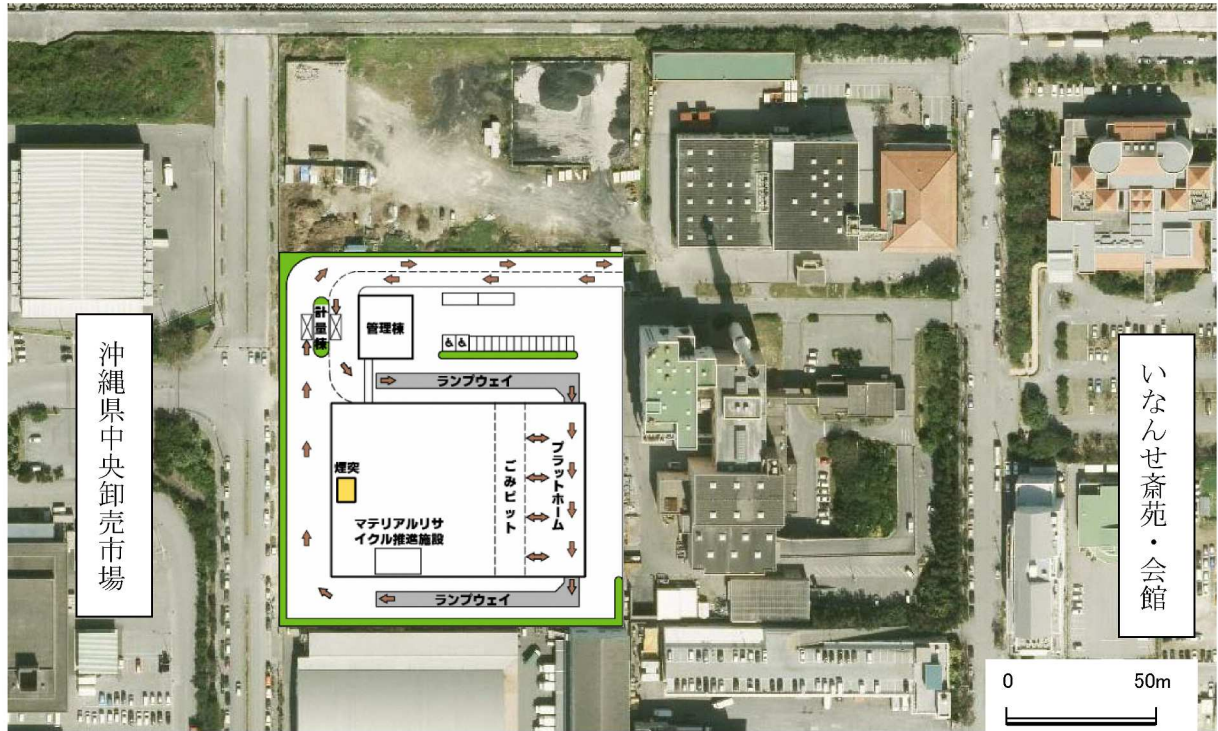 計量棟
管理棟
ランプウェイ
煙突
ごみピット
プラットホーム
マテリアルリサ
イクル推進施設
ランプウェイ
沖縄県中央卸売市場
いなんせ斎苑・会館
0 50m